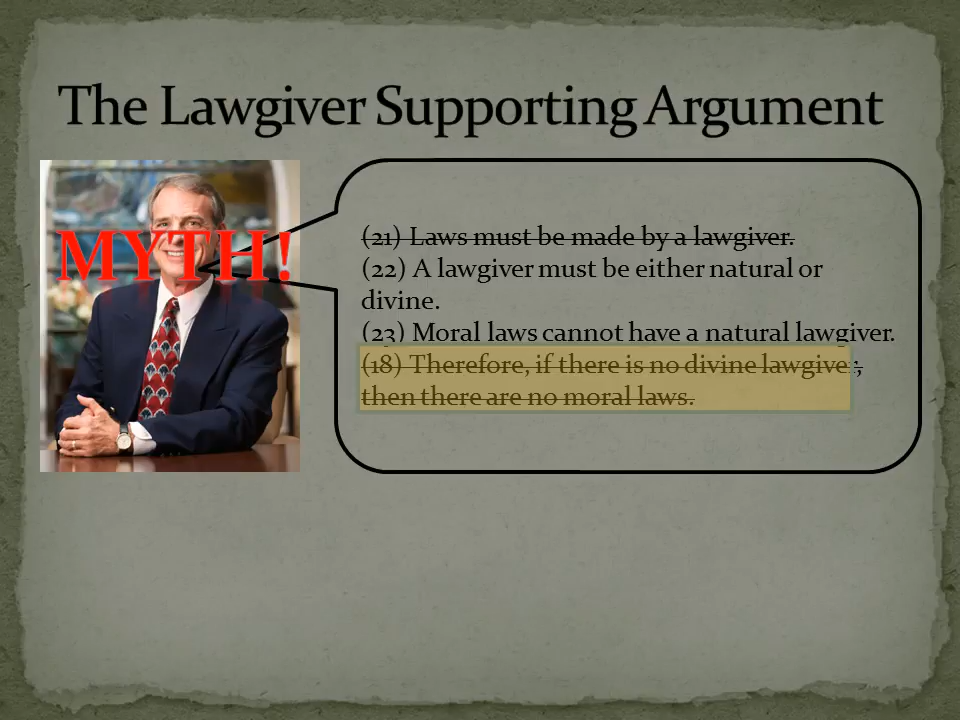 The Lawgiver Supporting Argument
MYTH!
(21) Laws must be made by a lawgiver.
(22) A lawgiver must be either natural or
divine.
(23) Moral laws cannot have a natural lawgiver.
(18) Therefore, if there is no divine lawgiver,
then there are no moral laws.